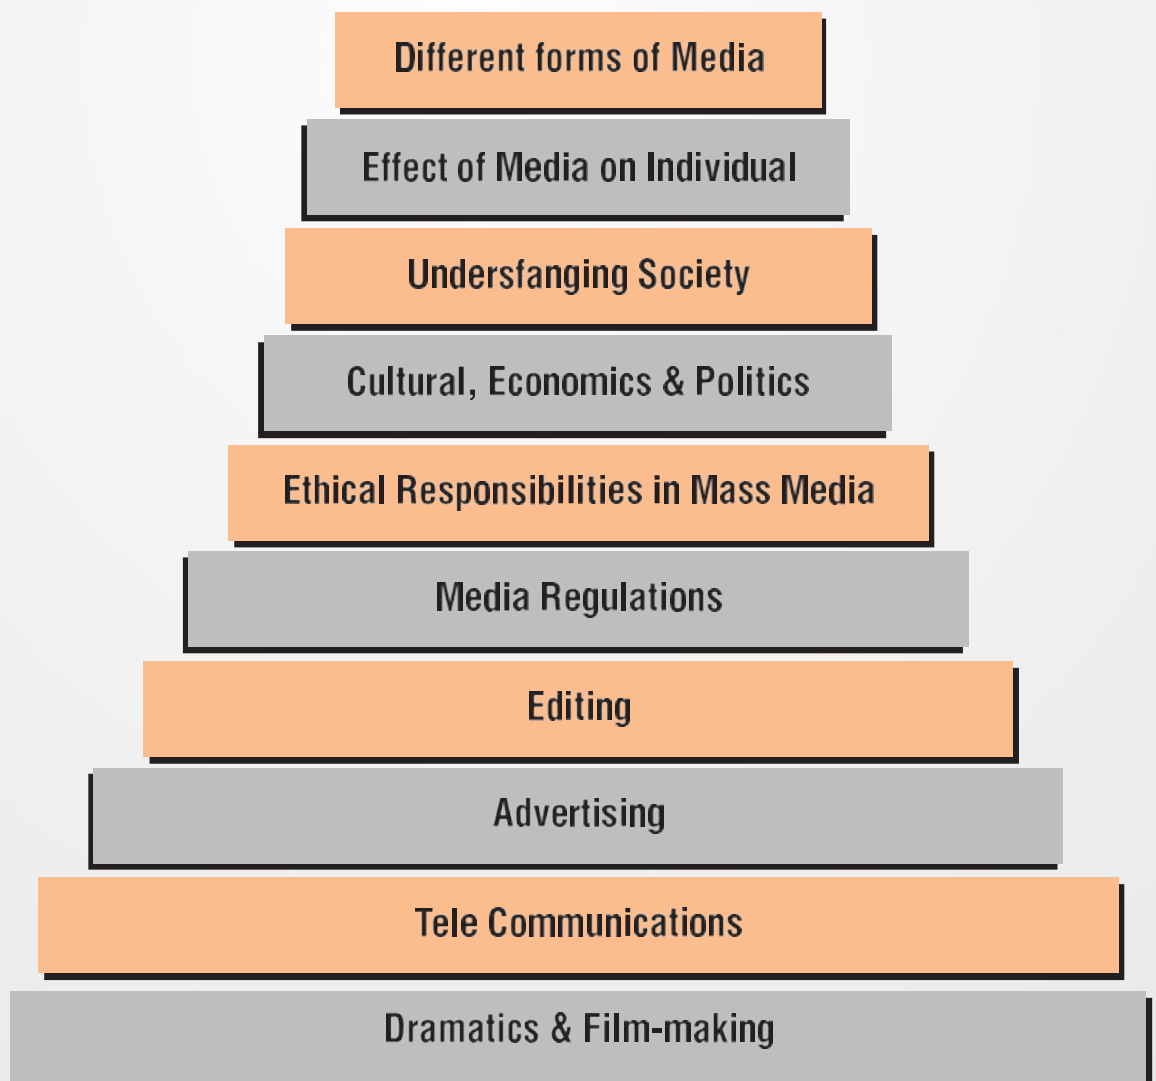 Different forms of Media
Effect of Media on Individual
Undersfanging Society
Cultural, Economics & Politics
Ethical Responsibilities in Mass Media
Media Regulations
Editing
Advertising
Tele Communications
Dramatics & Film-making